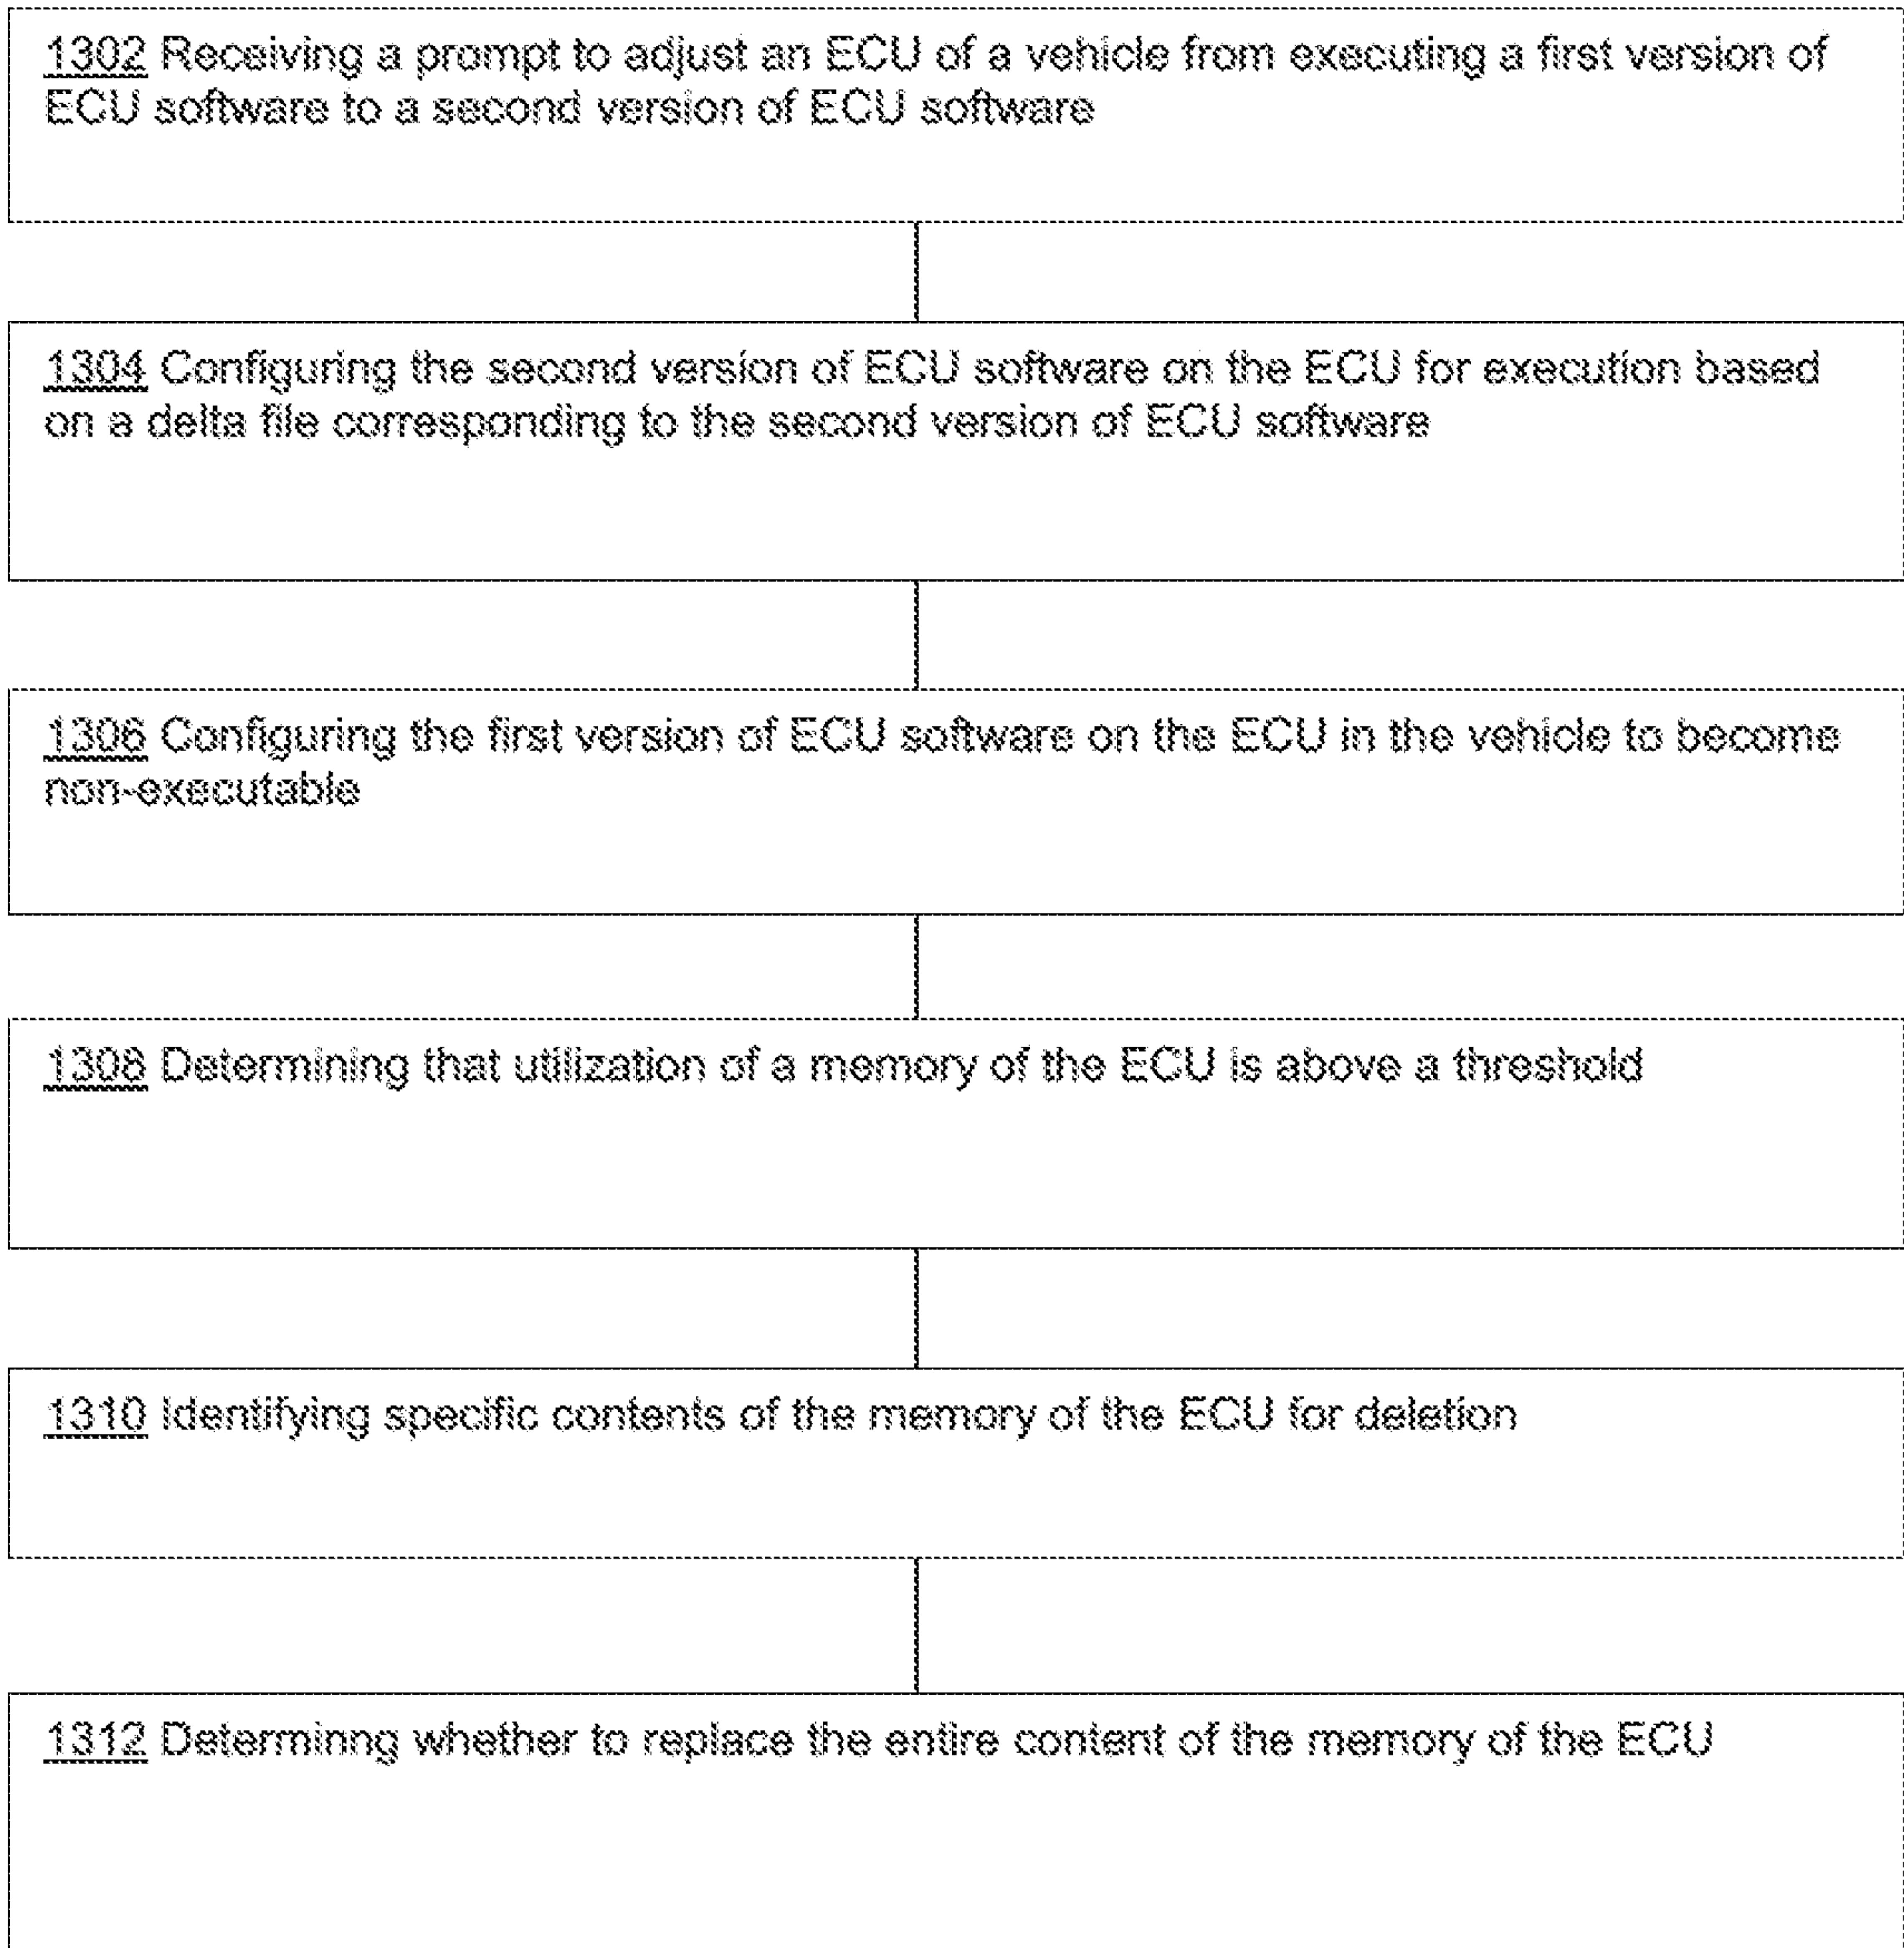 1302 Receiving a prompt to adjust an ECU of a vehicle from executing a first version of
ECU software to a second version of ECU software
1304 Configuring the second version of ECU software on the ECU for execution based
on a delta file corresponding to the second version of ECU software
1306 Configuring the first version of ECU software on the ECU in the vehicle to become
non-executable
1308 Determining that utilization of a memory of the ECU is above a threshold
1310 Identifying specific contents of the memory of the ECU for deletion
1312 Determinng whether to replace the entire content of the memory of the ECU